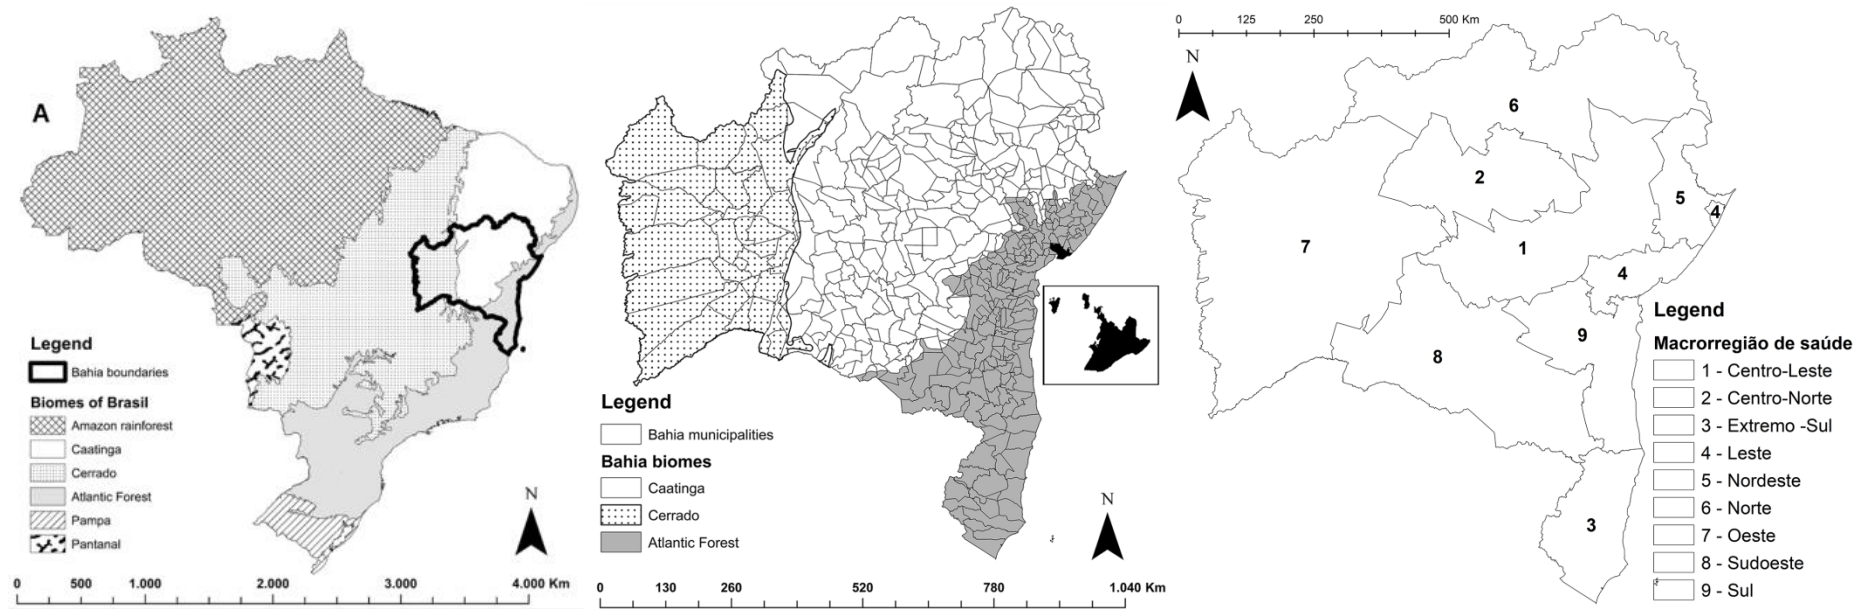 A
Legend
Bahia boundaries
Biomes of Brasil
Amazon rainforest
Caatinga
Cerrado
Atlantic Forest
Pampa
Pantanal
N
0 500 1.000 2.000 3.000 4.000 Km
Legend
Bahia municipalities
Bahia biomes
Caatinga
Cerrado
Atlantic Forest
N
0 130 260 520 780 1.040 Km
0 125 250 500 Km
N
6
2
5
4
7
1
4
9
8
3
Legend
Macrorregião de saúde
1 - Centro-Leste
2 - Centro-Norte
3 - Extremo -Sul
4 - Leste
5 - Nordeste
6 - Norte
7 - Oeste
8 - Sudoeste
9 - Sul